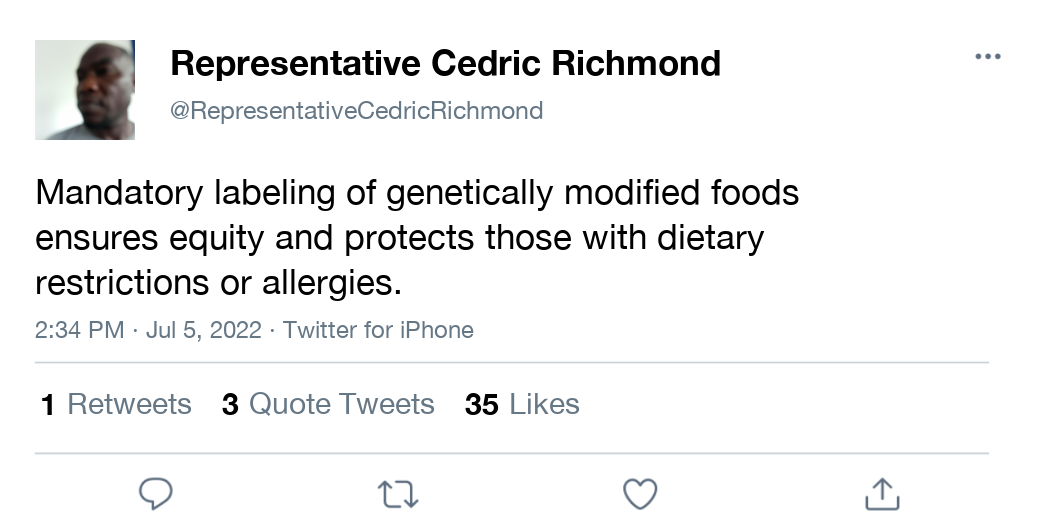 Representative Cedric Richmond
@RepresentativeCedricRichmond
Mandatory labeling of genetically modified foods
ensures equity and protects those with dietary
restrictions or allergies.
2:34 PM · Jul 5, 2022 · Twitter for iPhone
1 Retweets 3 Quote Tweets 35 Likes